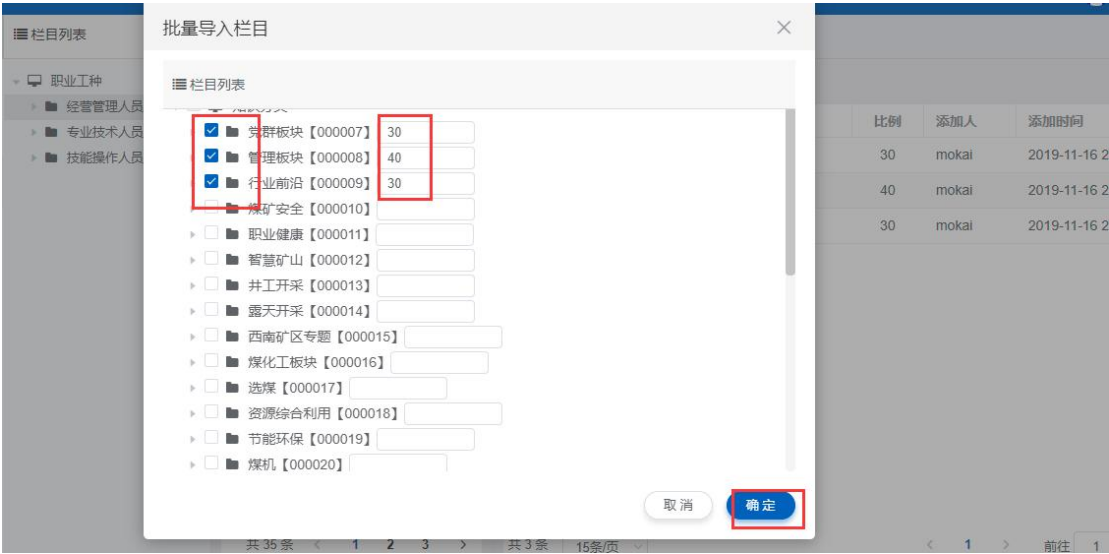 栏目列表
职业工种
经营管理人员
专业技术人员
技能操作人员
批量导入栏目
栏目列表
党群板块【000007】 30
管理板块【000008】 40
行业前沿【000009】 30
煤矿安全【000010】
职业健康【000011】
智慧矿山【000012】
井工开采【000013】
露天开采【000014】
西南矿区专题【000015】
煤化工板块【000016】
选煤【000017】
资源综合利用【000018】
节能环保【000019】
煤机【000020】
取消 确定
比例 添加人 添加时间
30 mokai 2019-11-16 2
40 mokai 2019-11-16 2
30 mokai 2019-11-16 2
共 35 条 < 1 2 3 > 共 3 条 15条/页 < 1 > 前往 1